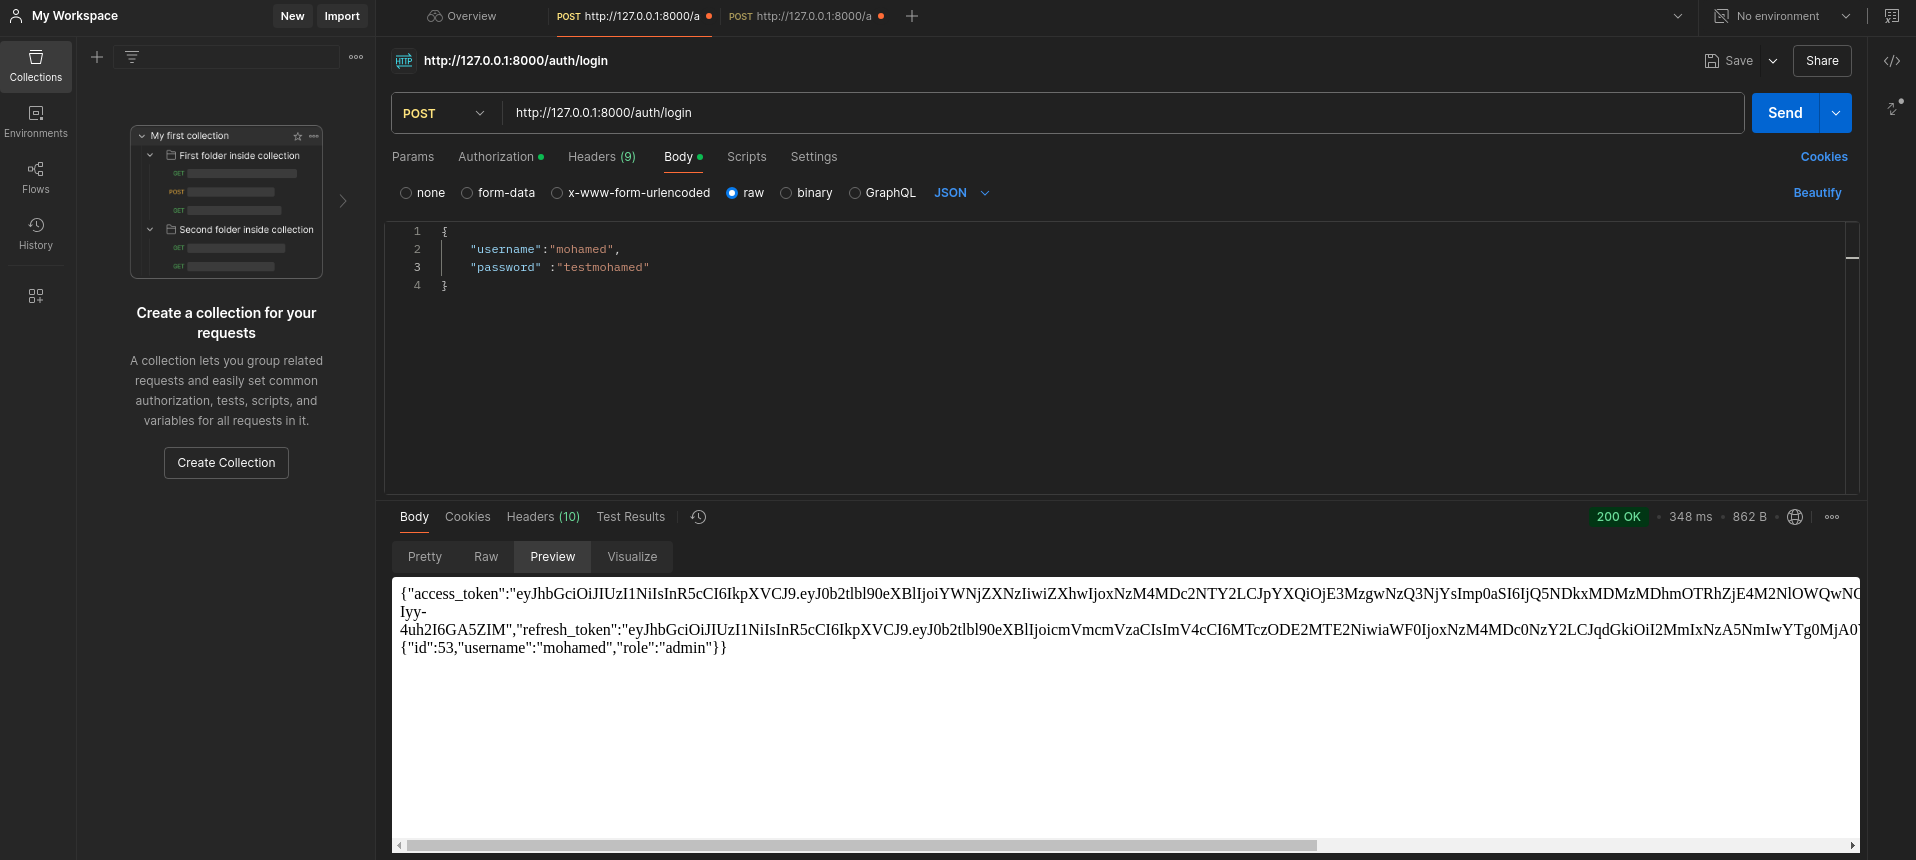 My Workspace
New
Import
Overview
POST http://127.0.0.1:8000/a
POST http://127.0.0.1:8000/a
No environment
Collections
Environments
Flows
History
My first collection
First folder inside collection
GET
POST
GET
Second folder inside collection
GET
GET
Create a collection for your
requests
A collection lets you group related
requests and easily set common
authorization, tests, scripts, and
variables for all requests in it.
Create Collection
HTTP
http://127.0.0.1:8000/auth/login
Save
Share
POST
http://127.0.0.1:8000/auth/login
Send
Params
Authorization
Headers (9)
Body
Scripts
Settings
Cookies
none
form-data
x-www-form-urlencoded
raw
binary
GraphQL
JSON
Beautify
1 {
2 "username":"mohamed",
3 "password" :"testmohamed"
4 }
Body
Cookies
Headers (10)
Test Results
200 OK
348 ms
862 B
Pretty
Raw
Preview
Visualize
{"access_token":"eyJhbGciOiJIUzI1NiIsInR5cCI6IkpXVCJ9.eyJ0b2tlbl90eXBlIjoiYWNjZXNzIiwiZXhwIjoxNzM4MDc2NTY2LCJpYXQiOjE3MzgwNzQ3NjYsImp0aSI6IjQ5NDkxMDMzMDhmOTRhZjE4M2NlOWQwNC
Iyy-
4uh2I6GA5ZIM","refresh_token":"eyJhbGciOiJIUzI1NiIsInR5cCI6IkpXVCJ9.eyJ0b2tlbl90eXBlIjoicmVmcmVzaCIsImV4cCI6MTczODE2MTE2NiwiaWF0IjoxNzM4MDc0NzY2LCJqdGkiOiI2MmIxNzA5NmIwYTg0MjA0Y
{"id":53,"username":"mohamed","role":"admin"}}